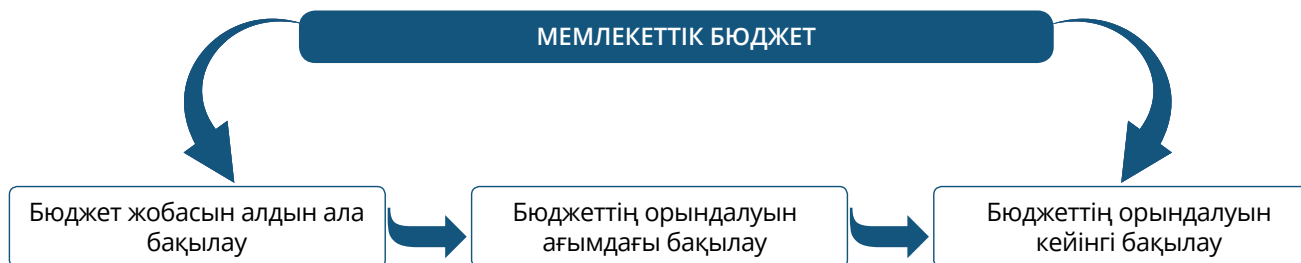 МЕМЛЕКЕТТІК БЮДЖЕТ
Бюджет жобасын алдын ала
бақылау
Бюджеттің орындалуын
ағымдағы бақылау
Бюджеттің орындалуын
кейінгі бақылау